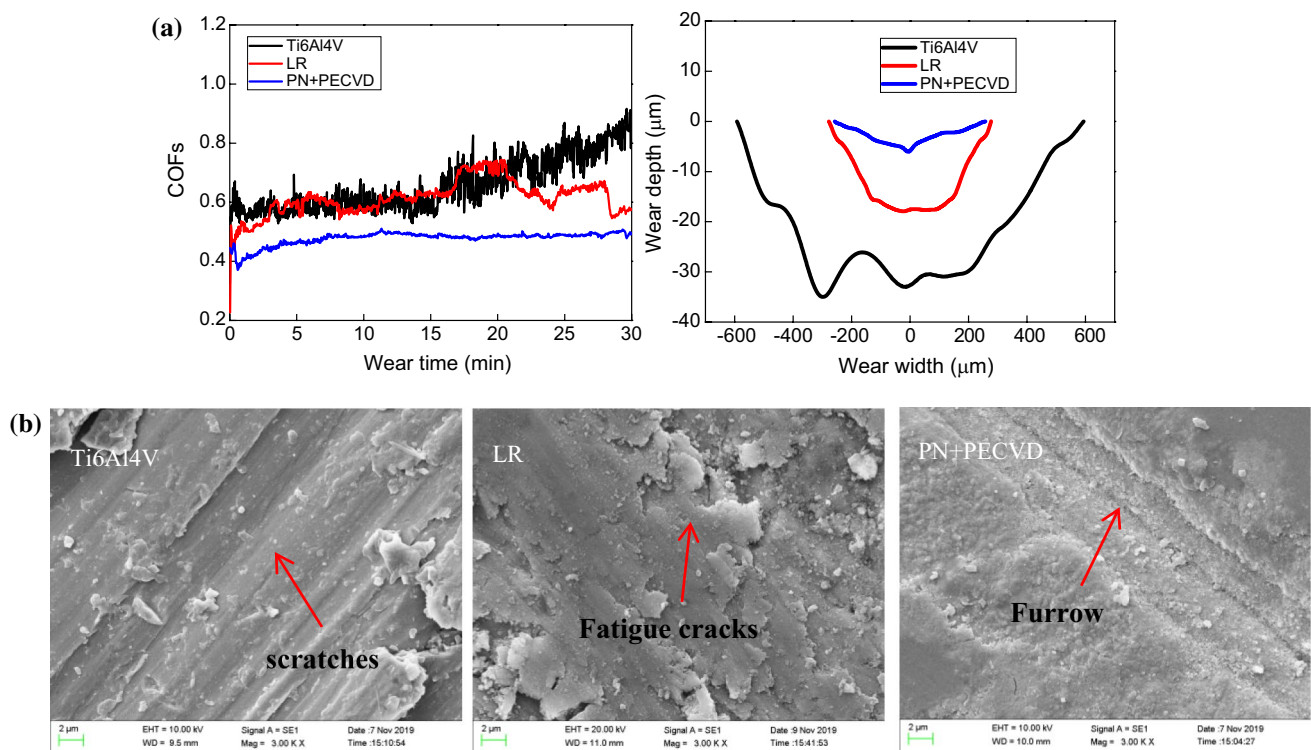 (a)
1.2
1.0
0.8
0.6
0.4
0.2
COFs
Ti6Al4V
LR
PN+PECVD
0 5 10 15 20 25 30
Wear time (min)
20
10
0
-10
-20
-30
-40
Wear depth (μm)
Ti6Al4V
LR
PN+PECVD
-600 -400 -200 0 200 400 600
Wear width (μm)
(b)
Ti6Al4V
scratches
2 μm
EHT = 10.00 kV Signal A = SE1 Date :7 Nov 2019
WD = 9.5 mm Mag = 3.00 K X Time :15:10:54
LR
Fatigue cracks
2 μm
EHT = 20.00 kV Signal A = SE1 Date :9 Nov 2019
WD = 11.0 mm Mag = 3.00 K X Time :15:41:53
PN+PECVD
Furrow
2 μm
EHT = 10.00 kV Signal A = SE1 Date :7 Nov 2019
WD = 10.0 mm Mag = 3.00 K X Time :15:04:27